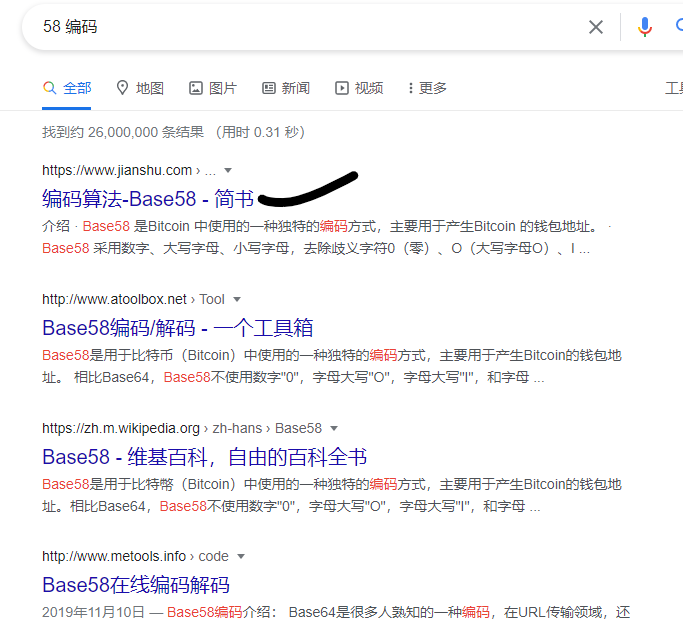 58 编码
全部 地图 图片 新闻 视频 更多
找到约 26,000,000 条结果 （用时 0.31 秒）
https://www.jianshu.com › ...
编码算法-Base58 - 简书
介绍 · Base58 是Bitcoin 中使用的一种独特的编码方式，主要用于产生Bitcoin 的钱包地址。 ·
Base58 采用数字、大写字母、小写字母，去除歧义字符0（零）、O（大写字母O）、I ...
http://www.atoolbox.net › Tool
Base58编码/解码 - 一个工具箱
Base58是用于比特币（Bitcoin）中使用的一种独特的编码方式，主要用于产生Bitcoin的钱包地
址。 相比Base64，Base58不使用数字"0"，字母大写"O"，字母大写"I"，和字母 ...
https://zh.m.wikipedia.org › zh-hans › Base58
Base58 - 维基百科，自由的百科全书
Base58是用于比特幣（Bitcoin）中使用的一种独特的编码方式，主要用于产生Bitcoin的钱包地
址。相比Base64，Base58不使用数字"0"，字母大写"O"，字母大写"I"，和字母 ...
http://www.metools.info › code
Base58在线编码解码
2019年11月10日 — Base58编码介绍： Base64是很多人熟知的一种编码，在URL传输领域，还